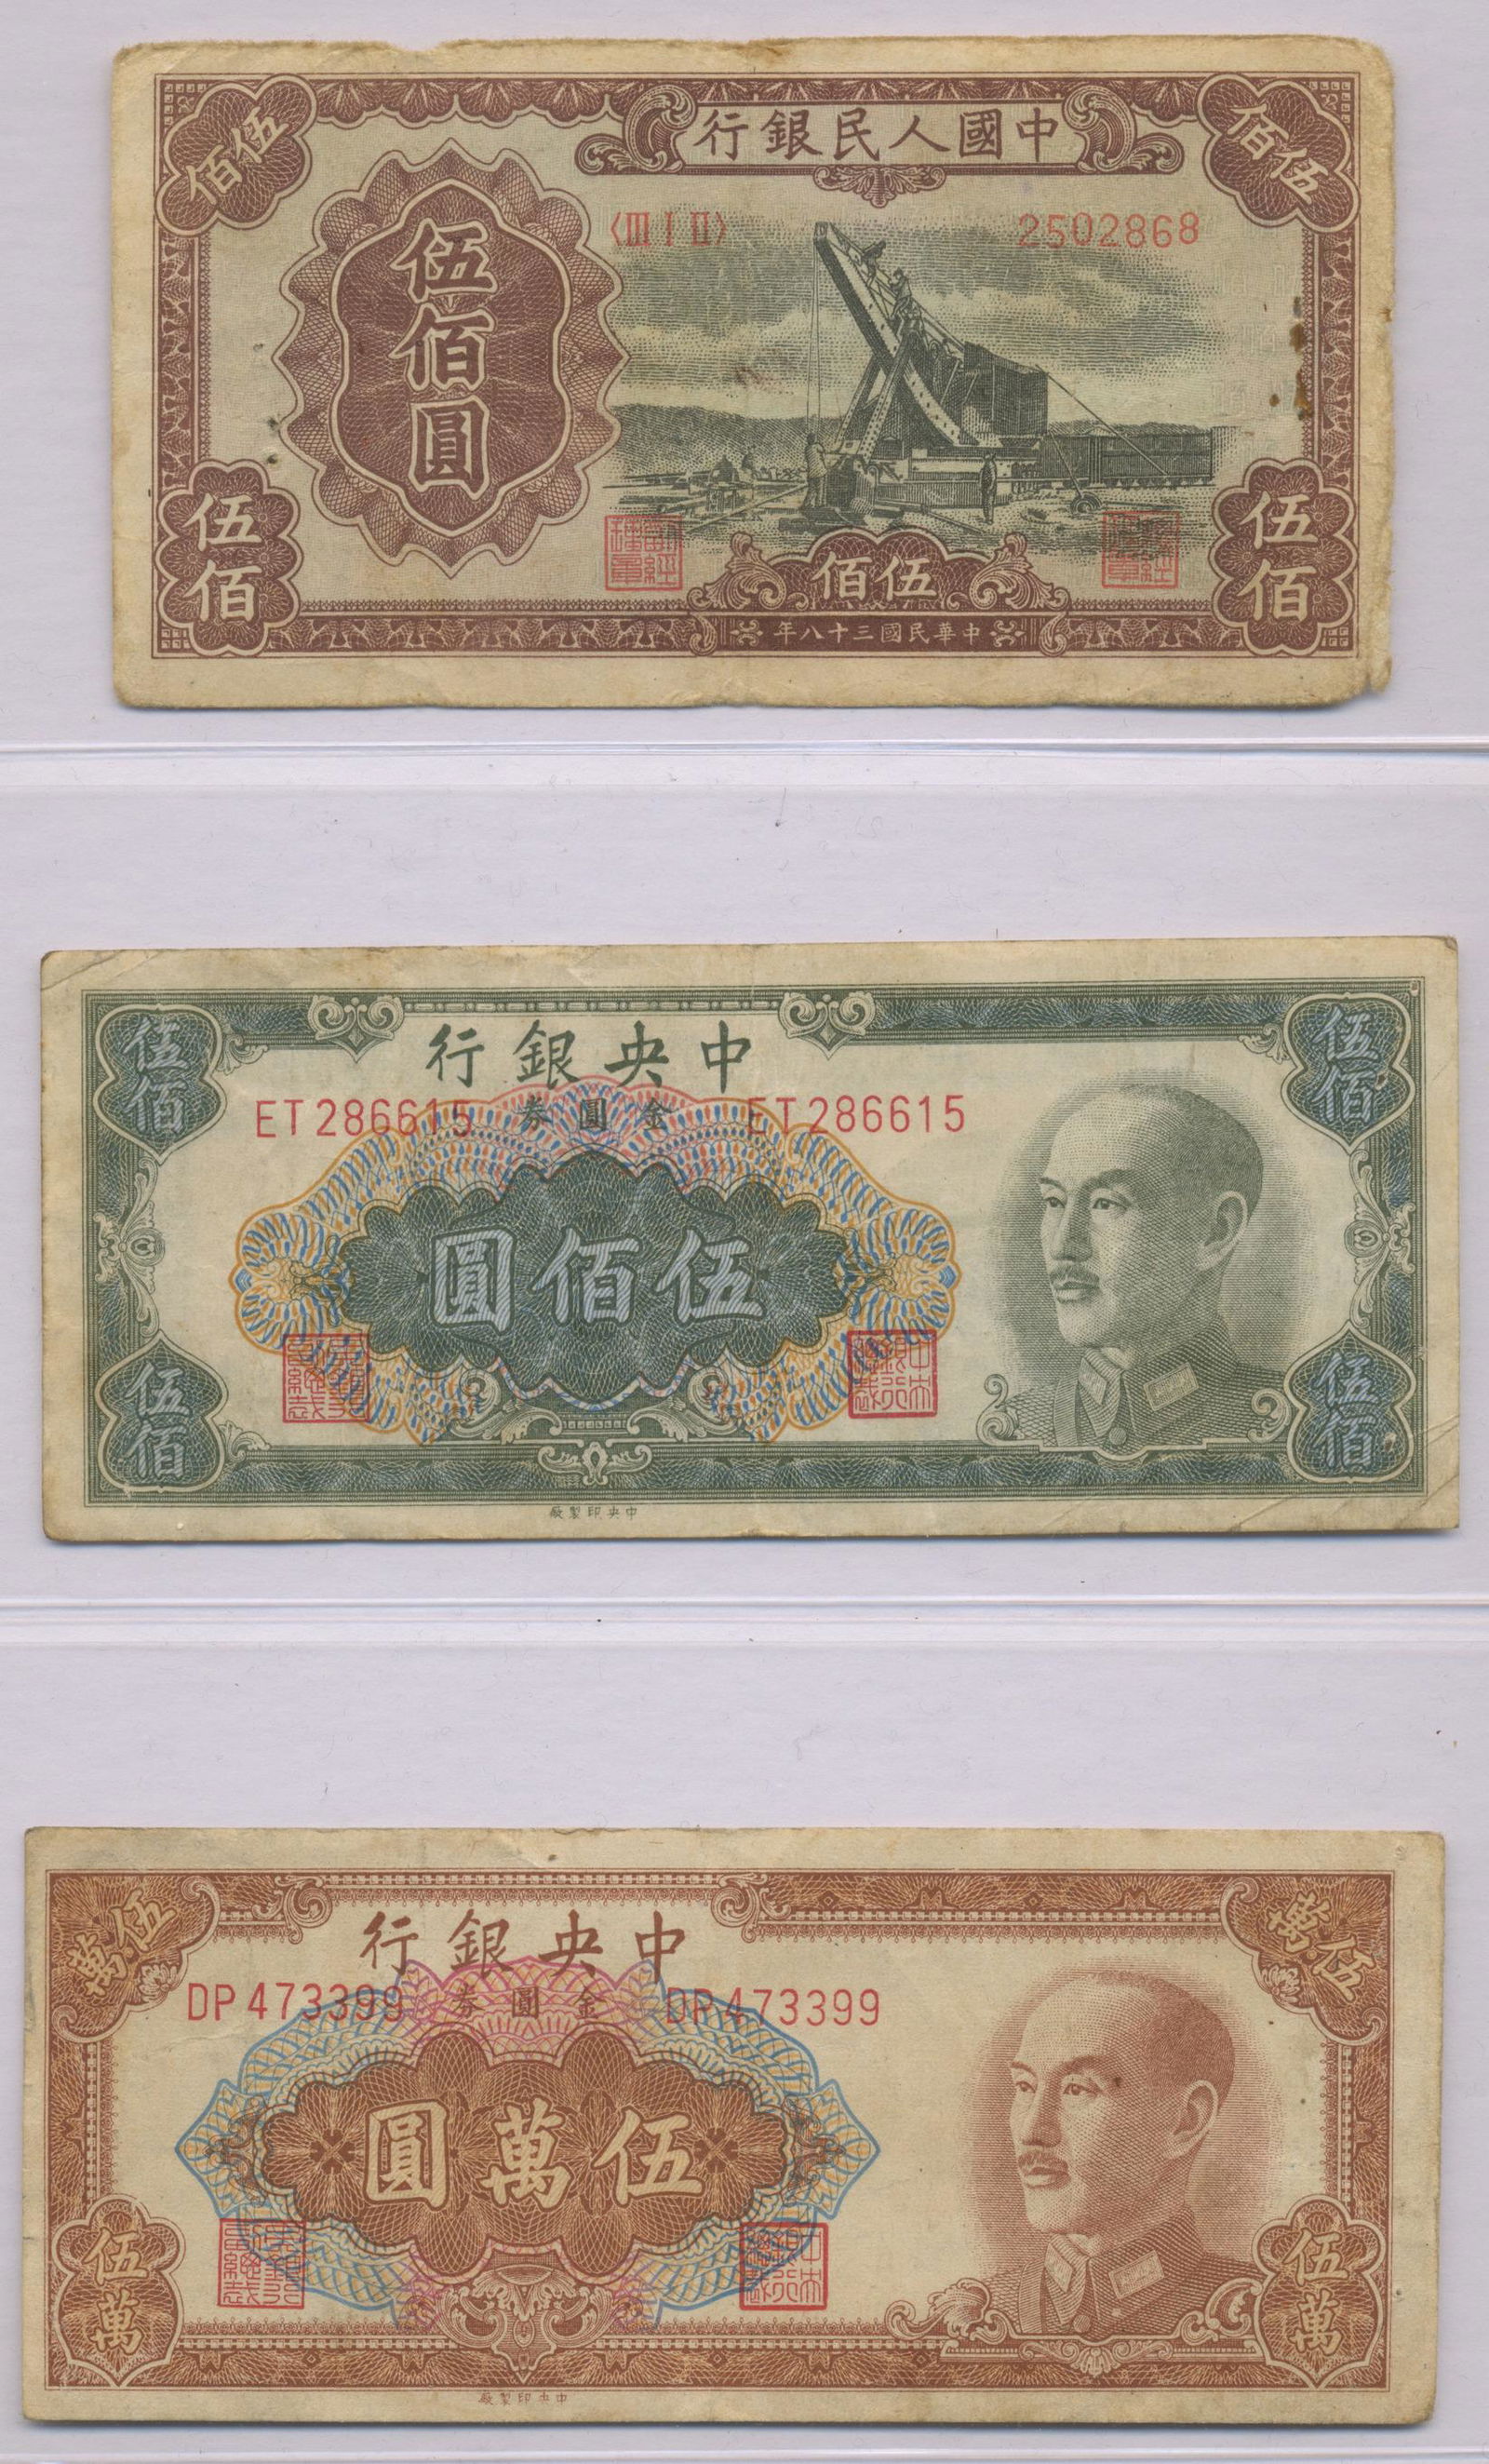 伍佰
中國人民銀行
伍佰
〈III I II〉
2502868
伍佰圓
伍佰
伍佰
伍佰
中華民國三十八年
伍佰
中央銀行
伍佰
ET286615
金圓券
ET286615
伍佰圓
伍佰
伍佰
中央印製廠
伍萬
中央銀行
伍萬
DP473399
金圓券
DP473399
伍萬圓
伍萬
伍萬
中央印製廠